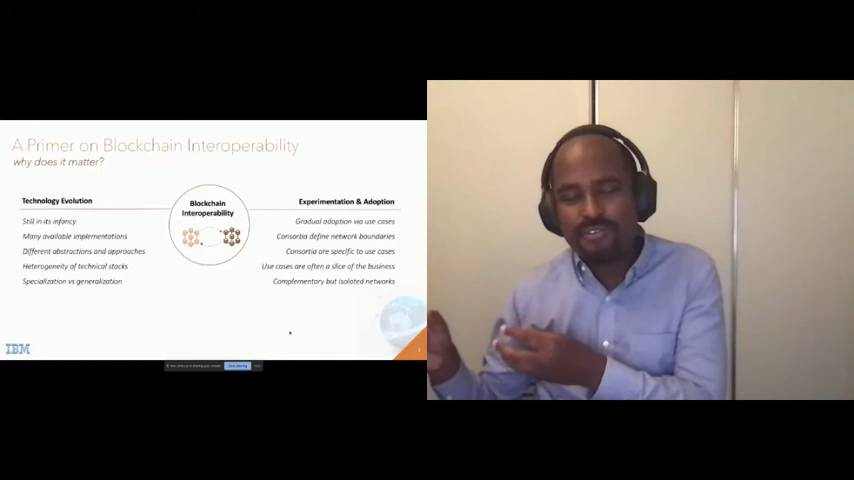 A Primer on Blockchain Interoperability
why does it matter?
Technology Evolution
Still in its infancy
Many available implementations
Different abstractions and approaches
Heterogeneity of technical stacks
Specialization vs generalization
Blockchain
Interoperability
Experimentation & Adoption
Gradual adoption via use cases
Consortia define network boundaries
Consortia are specific to use cases
Use cases are often a slice of the business
Complementary but isolated networks
IBM